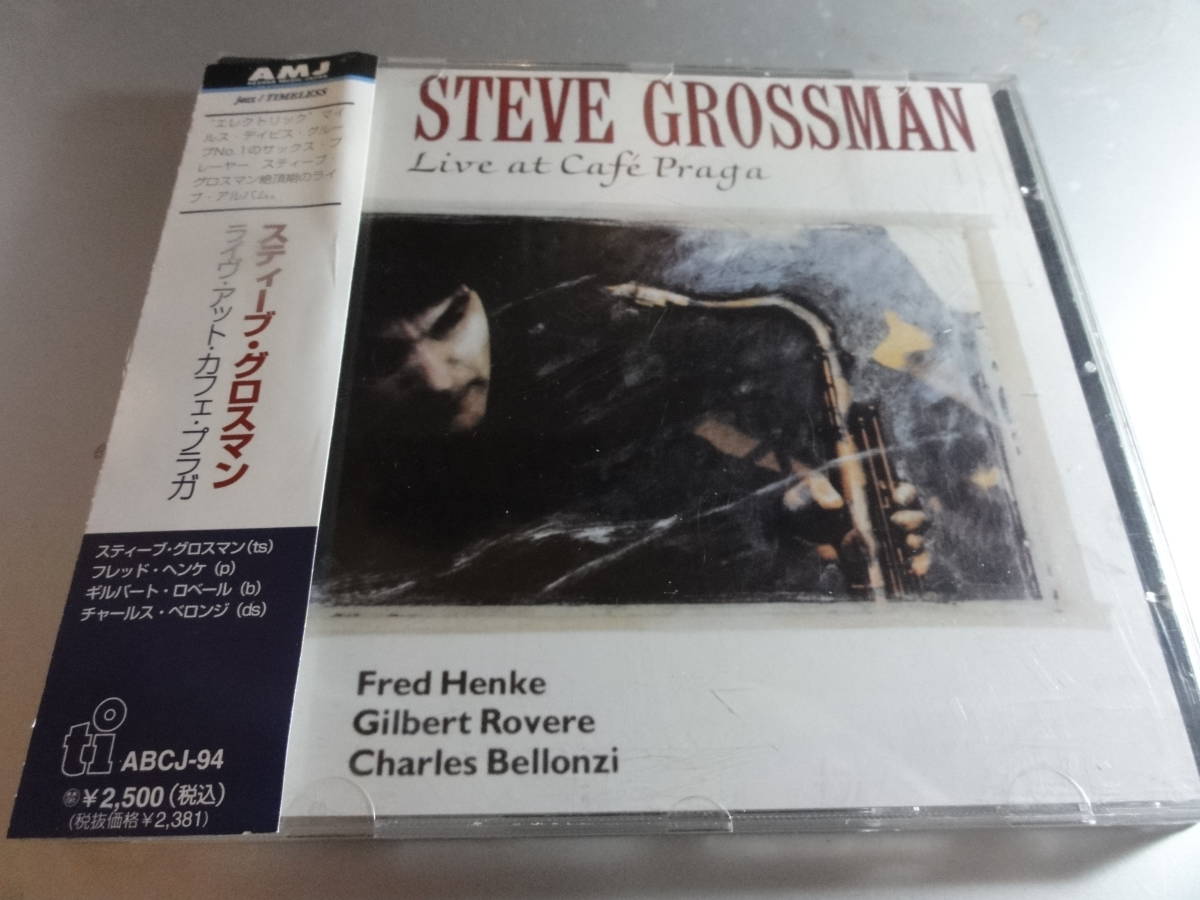 AMJ
jazz / TIMELESS
"エレクトリック" マイ
ルス・デイビス・グルー
プNo.1のサックス・プ
レーヤー スティーブ・
グロスマン絶頂期のライ
ブ・アルバム。
スティーブ・グロスマン
ライヴ・アット・カフェ・プラガ
スティーブ・グロスマン(ts)
フレッド・ヘンケ (p)
ギルバート・ロベール (b)
チャールス・ベロンジ (ds)
ti
ABCJ-94
¥2,500 (税込)
(税抜価格¥2,381)
STEVE GROSSMAN
Live at Café Praga
Fred Henke
Gilbert Rovere
Charles Bellonzi